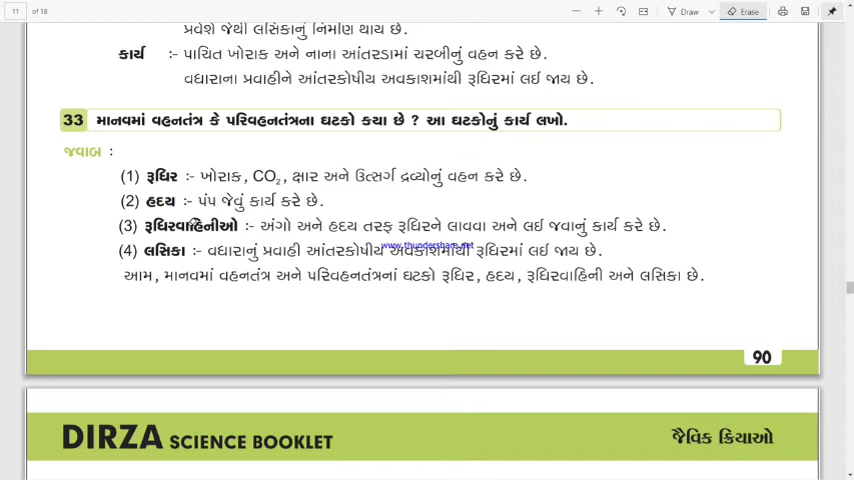 11 of 18
Draw
Erase
પ્રવેશે જેથી લસિકાનું નિર્માણ થાય છે.
કાર્ય :- પાચિત ખોરાક અને નાના આંતરડામાં ચરબીનું વહન કરે છે.
વધારાના પ્રવાહીને આંતરકોષીય અવકાશમાંથી રૂધિરમાં લઈ જાય છે.
33 માનવમાં વહનતંત્ર કે પરિવહનતંત્રના ઘટકો કયા છે ? આ ઘટકોનું કાર્ય લખો.
જવાબ :
(1) રૂધિર :- ખોરાક, CO₂, ક્ષાર અને ઉત્સર્ગ દ્રવ્યોનું વહન કરે છે.
(2) હૃદય :- પંપ જેવું કાર્ય કરે છે.
(3) રૂધિરવાહિનીઓ :- અંગો અને હૃદય તરફ રૂધિરને લાવવા અને લઈ જવાનું કાર્ય કરે છે.
www.thundershare.net
(4) લસિકા :- વધારાનું પ્રવાહી આંતરકોષીય અવકાશમાંથી રૂધિરમાં લઈ જાય છે.
આમ, માનવમાં વહનતંત્ર અને પરિવહનતંત્રનાં ઘટકો રૂધિર, હૃદય, રૂધિરવાહિની અને લસિકા છે.
90
DIRZA SCIENCE BOOKLET
જૈવિક ક્રિયાઓ